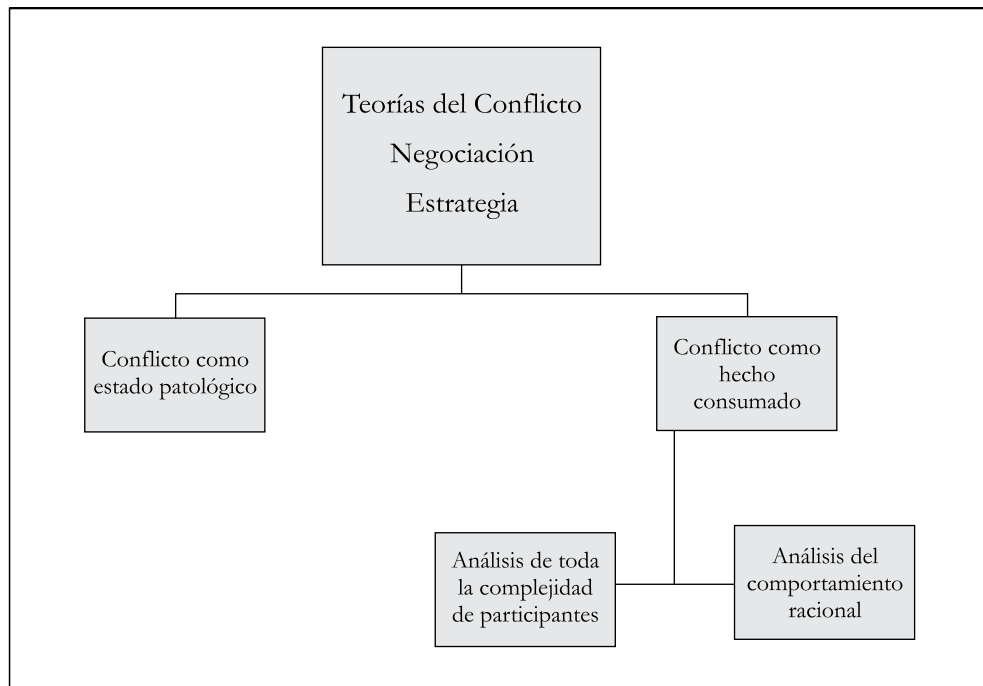 Teorías del Conflicto
Negociación
Estrategia
Conflicto como
estado patológico
Conflicto como
hecho
consumado
Análisis de toda
la complejidad
de participantes
Análisis del
comportamiento
racional